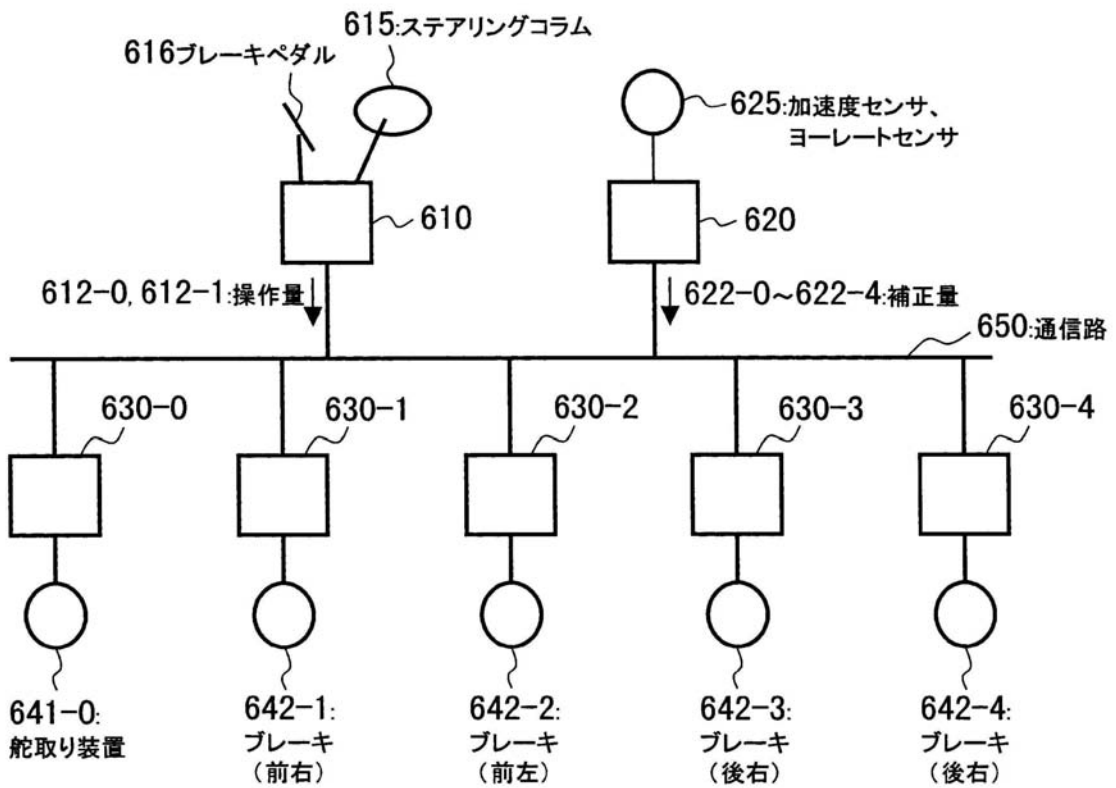 615:ステアリングコラム
616ブレーキペダル
625:加速度センサ、
ヨーレートセンサ
610
620
612-0, 612-1:操作量
622-0~622-4:補正量
650:通信路
630-0
630-1
630-2
630-3
630-4
641-0:
舵取り装置
642-1:
ブレーキ
(前右)
642-2:
ブレーキ
(前左)
642-3:
ブレーキ
(後右)
642-4:
ブレーキ
(後右)